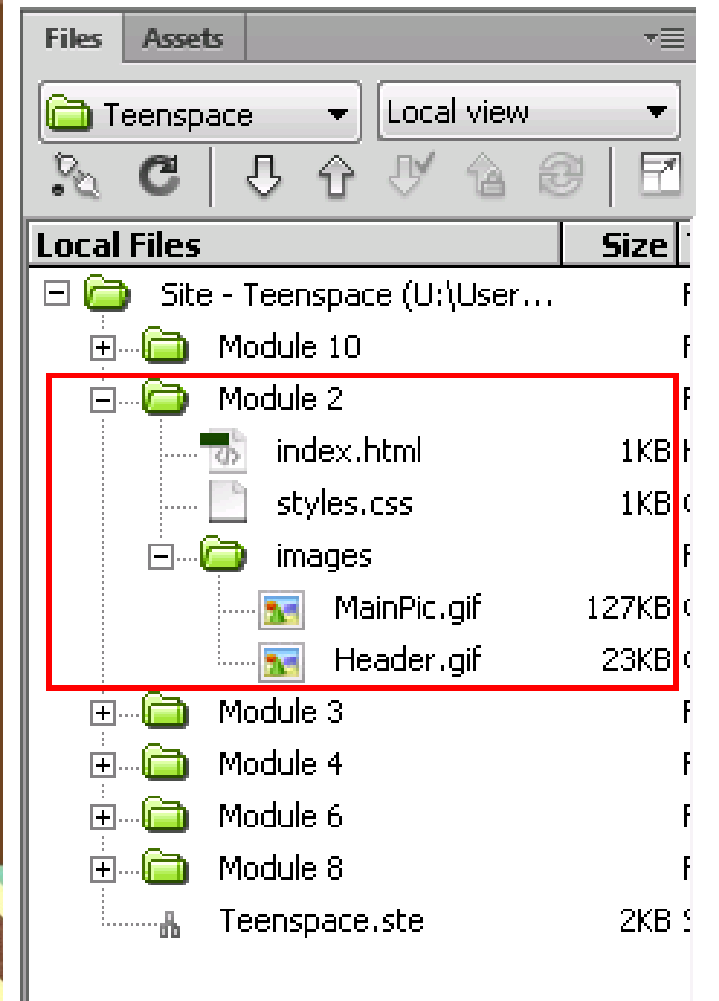 Files Assets
Teenspace Local view
Local Files Size
Site - Teenspace (U:\User...
Module 10
Module 2
index.html 1KB
styles.css 1KB
images
MainPic.gif 127KB
Header.gif 23KB
Module 3
Module 4
Module 6
Module 8
Teenspace.ste 2KB